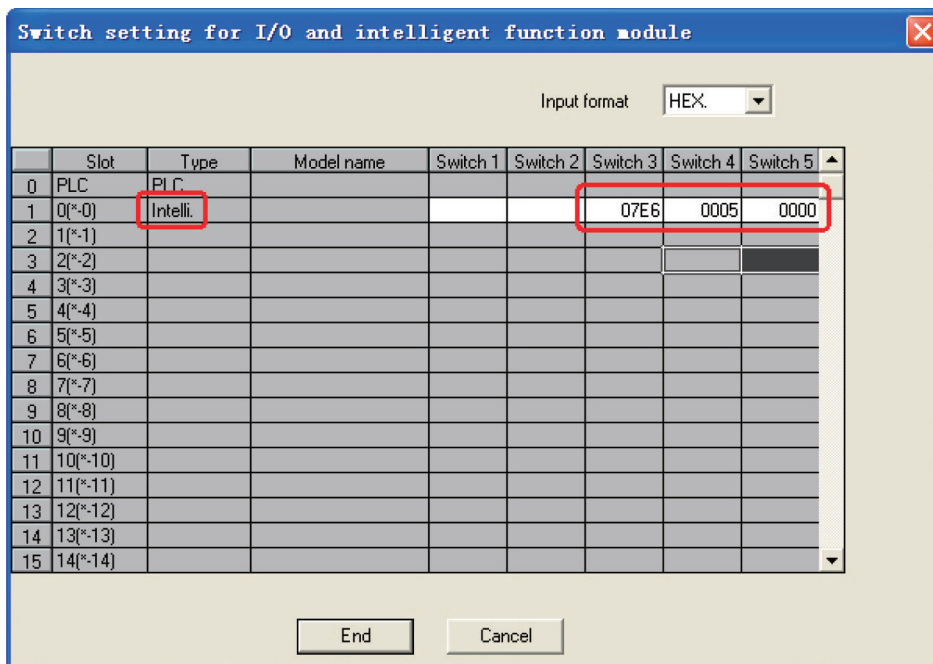 Switch setting for I/O and intelligent function module
Input format HEX.
Slot Type Model name Switch 1 Switch 2 Switch 3 Switch 4 Switch 5
0 PLC PLC
1 0(*-0) Intelli. 07E6 0005 0000
2 1(*-1)
3 2(*-2)
4 3(*-3)
5 4(*-4)
6 5(*-5)
7 6(*-6)
8 7(*-7)
9 8(*-8)
10 9(*-9)
11 10(*-10)
12 11(*-11)
13 12(*-12)
14 13(*-13)
15 14(*-14)
End Cancel